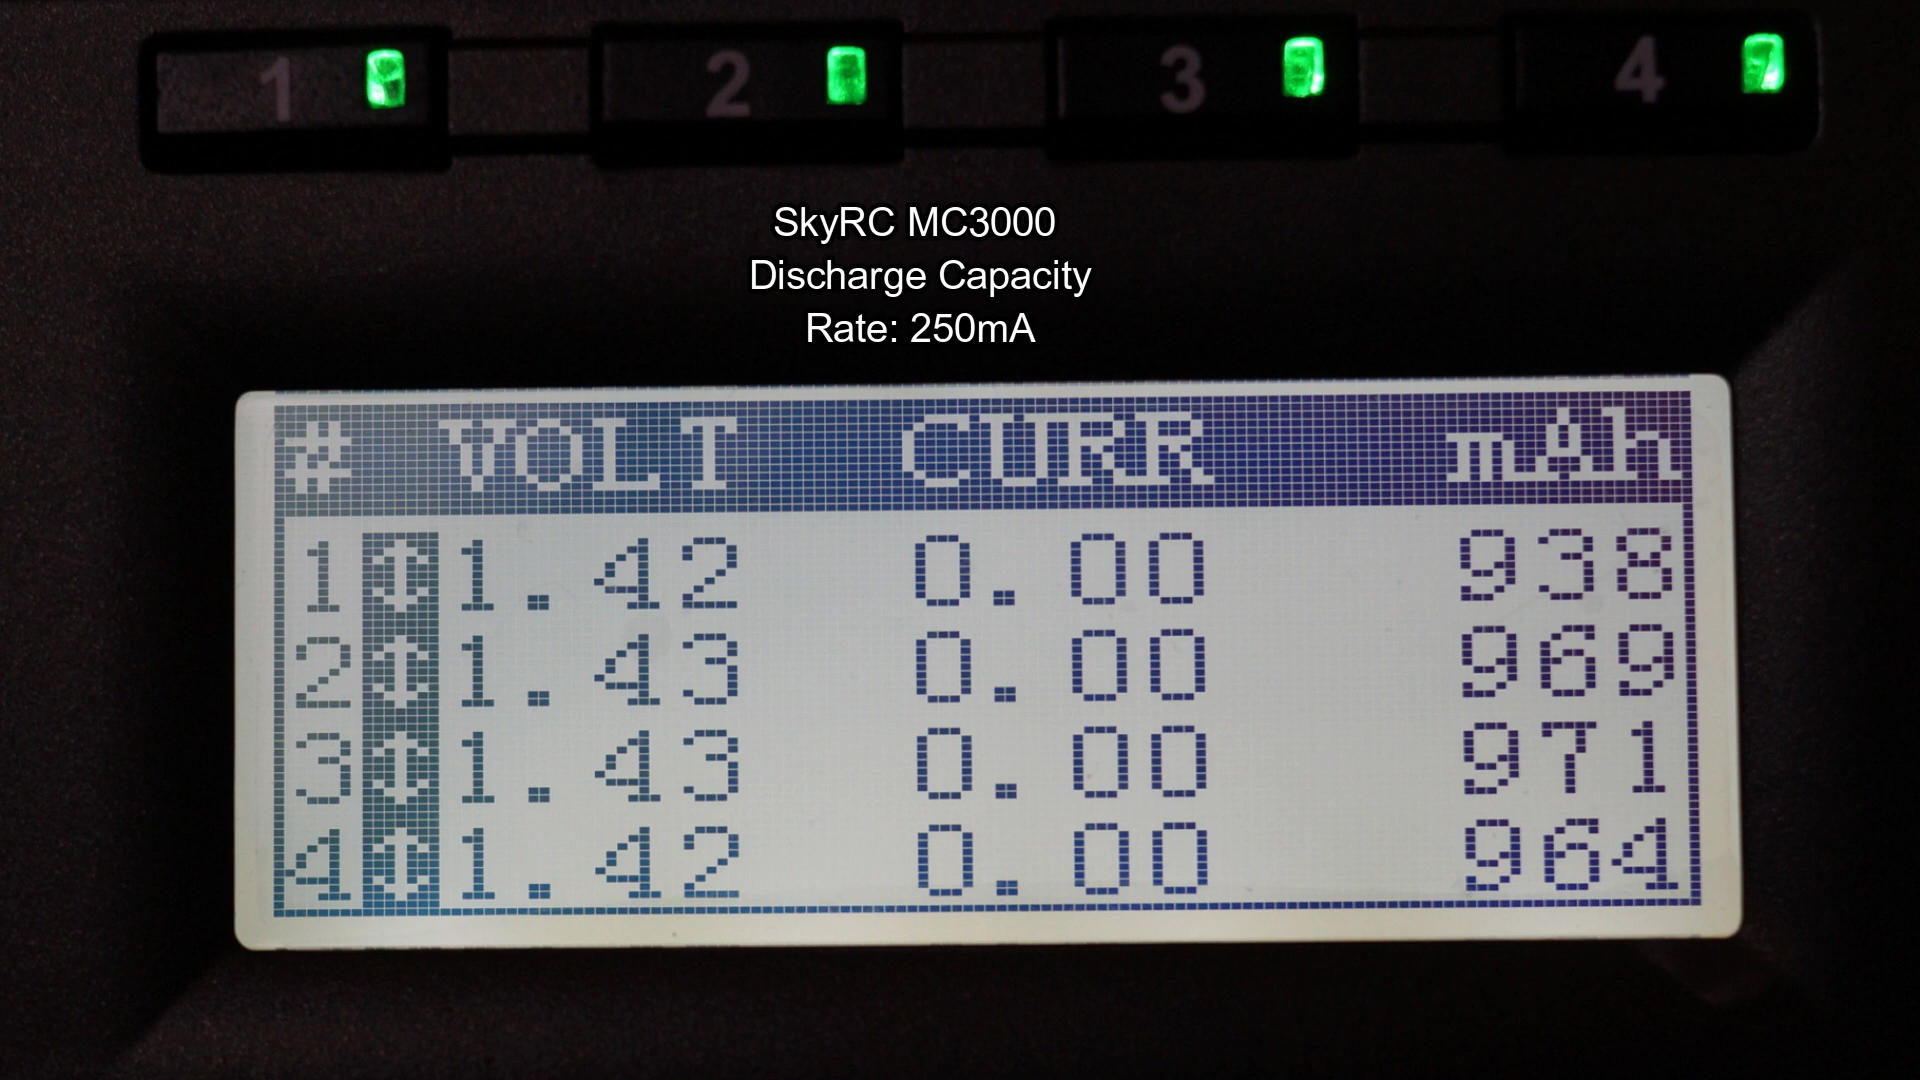 1 2 3 4
SkyRC MC3000
Discharge Capacity
Rate: 250mA
# VOLT CURR mAh
1 ↕ 1.42 0.00 938
2 ↕ 1.43 0.00 969
3 ↕ 1.43 0.00 971
4 ↕ 1.42 0.00 964